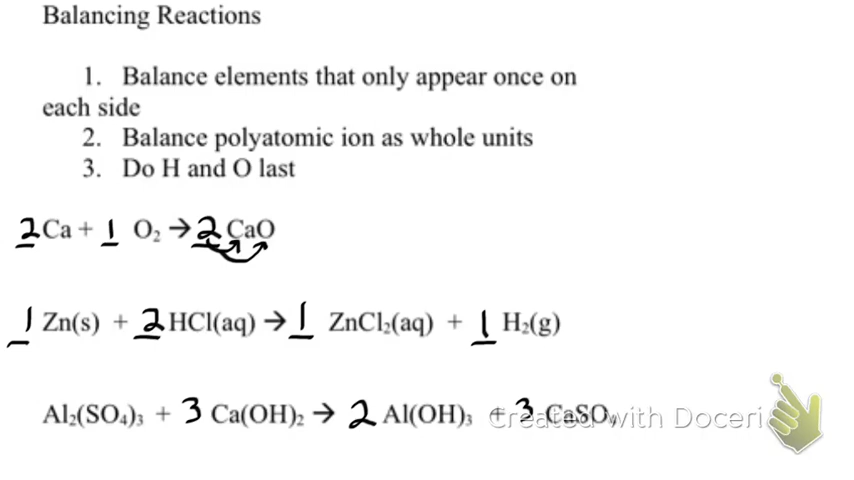 Balancing Reactions
1. Balance elements that only appear once on
each side
2. Balance polyatomic ion as whole units
3. Do H and O last
2Ca + 1 O₂ → 2CaO
1 Zn(s) + 2HCl(aq) → 1 ZnCl₂(aq) + 1 H₂(g)
Al₂(SO₄)₃ + 3 Ca(OH)₂ → 2 Al(OH)₃ + 3 CaSO₄
Created with Doceri